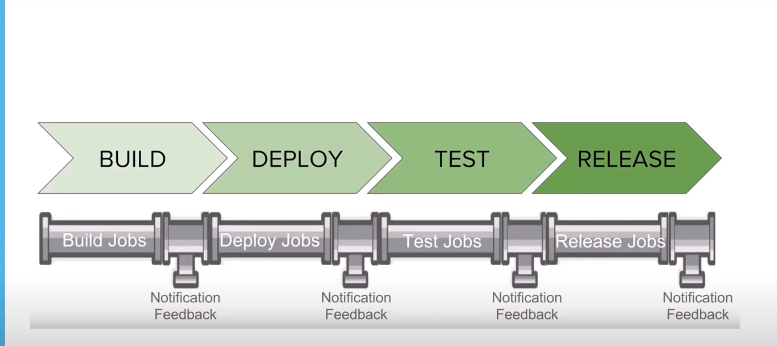 BUILD
DEPLOY
TEST
RELEASE
Build Jobs
Deploy Jobs
Test Jobs
Release Jobs
Notification
Feedback
Notification
Feedback
Notification
Feedback
Notification
Feedback